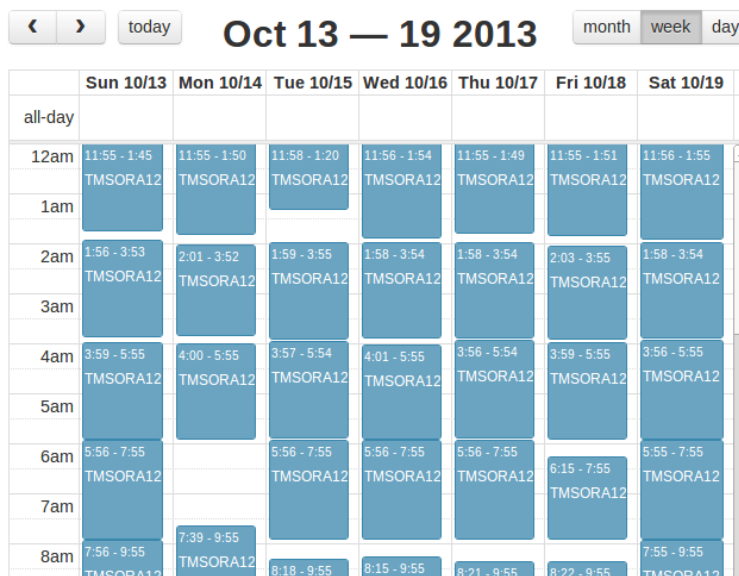 today
Oct 13 — 19 2013
month week day
Sun 10/13 Mon 10/14 Tue 10/15 Wed 10/16 Thu 10/17 Fri 10/18 Sat 10/19
all-day
12am
11:55 - 1:45 11:55 - 1:50 11:58 - 1:20 11:56 - 1:54 11:55 - 1:49 11:55 - 1:51 11:56 - 1:55
TMSORA12 TMSORA12 TMSORA12 TMSORA12 TMSORA12 TMSORA12 TMSORA12
1am
2am
1:56 - 3:53 2:01 - 3:52 1:59 - 3:55 1:58 - 3:54 1:58 - 3:54 2:03 - 3:55 1:58 - 3:54
TMSORA12 TMSORA12 TMSORA12 TMSORA12 TMSORA12 TMSORA12 TMSORA12
3am
4am
3:59 - 5:55 4:00 - 5:55 3:57 - 5:54 4:01 - 5:55 3:56 - 5:54 3:59 - 5:55 3:56 - 5:55
TMSORA12 TMSORA12 TMSORA12 TMSORA12 TMSORA12 TMSORA12 TMSORA12
5am
6am
5:56 - 7:55 5:56 - 7:55 5:56 - 7:55 5:56 - 7:55 6:15 - 7:55 5:55 - 7:55
TMSORA12 TMSORA12 TMSORA12 TMSORA12 TMSORA12 TMSORA12
7am
8am
7:56 - 9:55 7:39 - 9:55 8:18 - 9:55 8:15 - 9:55 8:21 - 9:55 8:22 - 9:55 7:55 - 9:55
TMSORA12 TMSORA12 TMSORA12